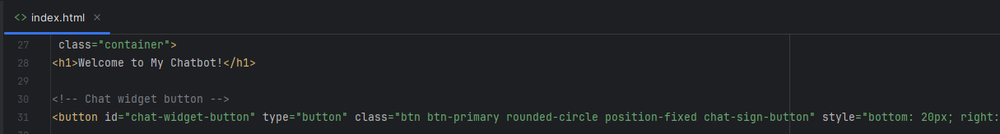 <> index.html ×
27 class="container">
28 <h1>Welcome to My Chatbot!</h1>
29
30 <!-- Chat widget button -->
31 <button id="chat-widget-button" type="button" class="btn btn-primary rounded-circle position-fixed chat-sign-button" style="bottom: 20px; right: